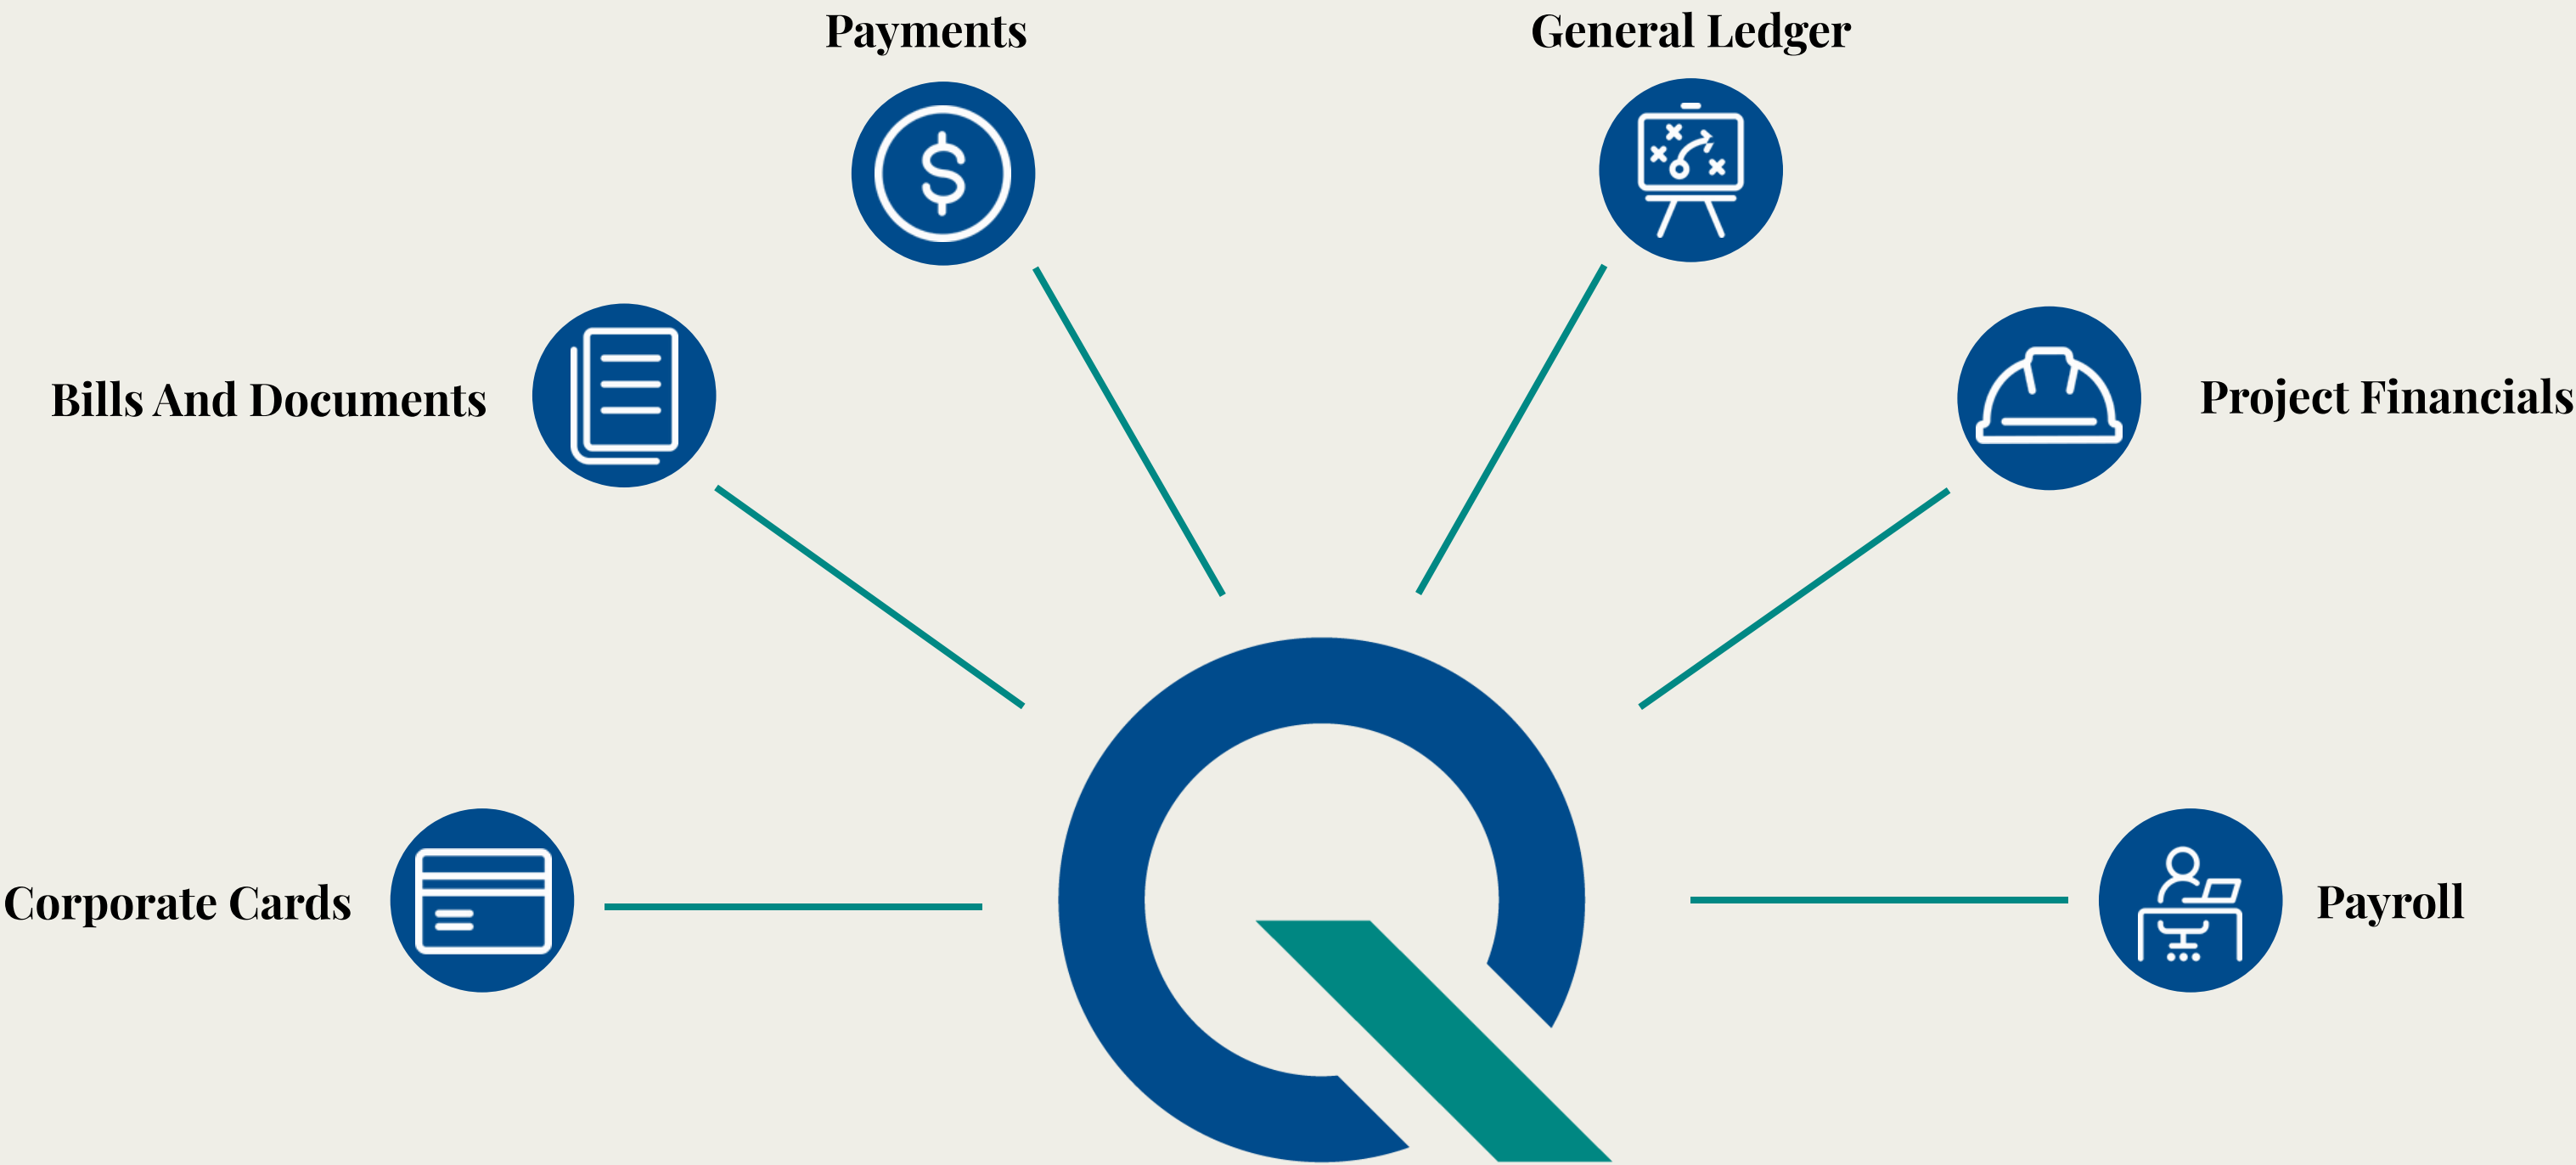 Payments
General Ledger
Bills And Documents
Project Financials
Corporate Cards
Payroll